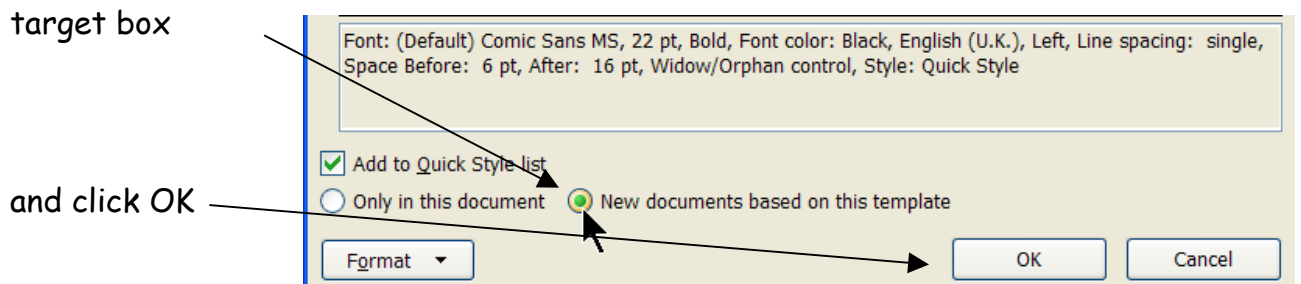 target box
Font: (Default) Comic Sans MS, 22 pt, Bold, Font color: Black, English (U.K.), Left, Line spacing:  single,
Space Before:  6 pt, After:  16 pt, Widow/Orphan control, Style: Quick Style
Add to Quick Style list
and click OK
Only in this document
New documents based on this template
Format
OK
Cancel